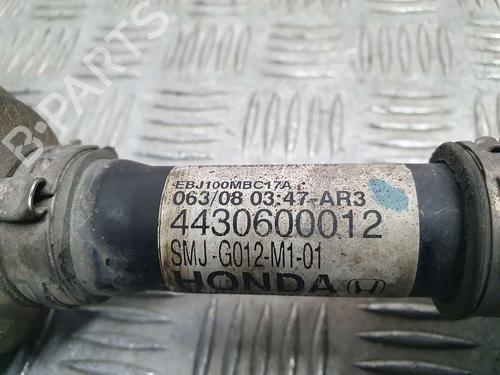 EBJ100MBC17A
063/08 03:47-AR3
4430600012
SMJ-G012-M1-01
HONDA
B-Parts